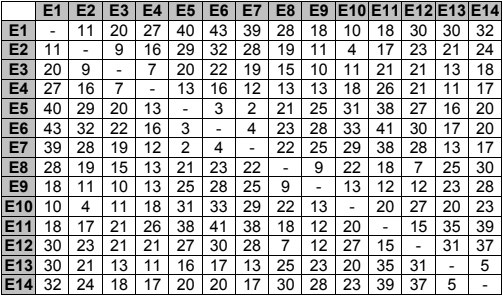 E1 E2 E3 E4 E5 E6 E7 E8 E9 E10 E11 E12 E13 E14
E1 - 11 20 27 40 43 39 28 18 10 18 30 30 32
E2 11 - 9 16 29 32 28 19 11 4 17 23 21 24
E3 20 9 - 7 20 22 19 15 10 11 21 21 13 18
E4 27 16 7 - 13 16 12 13 13 18 26 21 11 17
E5 40 29 20 13 - 3 2 21 25 31 38 27 16 20
E6 43 32 22 16 3 - 4 23 28 33 41 30 17 20
E7 39 28 19 12 2 4 - 22 25 29 38 28 13 17
E8 28 19 15 13 21 23 22 - 9 22 18 7 25 30
E9 18 11 10 13 25 28 25 9 - 13 12 12 23 28
E10 10 4 11 18 31 33 29 22 13 - 20 27 20 23
E11 18 17 21 26 38 41 38 18 12 20 - 15 35 39
E12 30 23 21 21 27 30 28 7 12 27 15 - 31 37
E13 30 21 13 11 16 17 13 25 23 20 35 31 - 5
E14 32 24 18 17 20 20 17 30 28 23 39 37 5 -